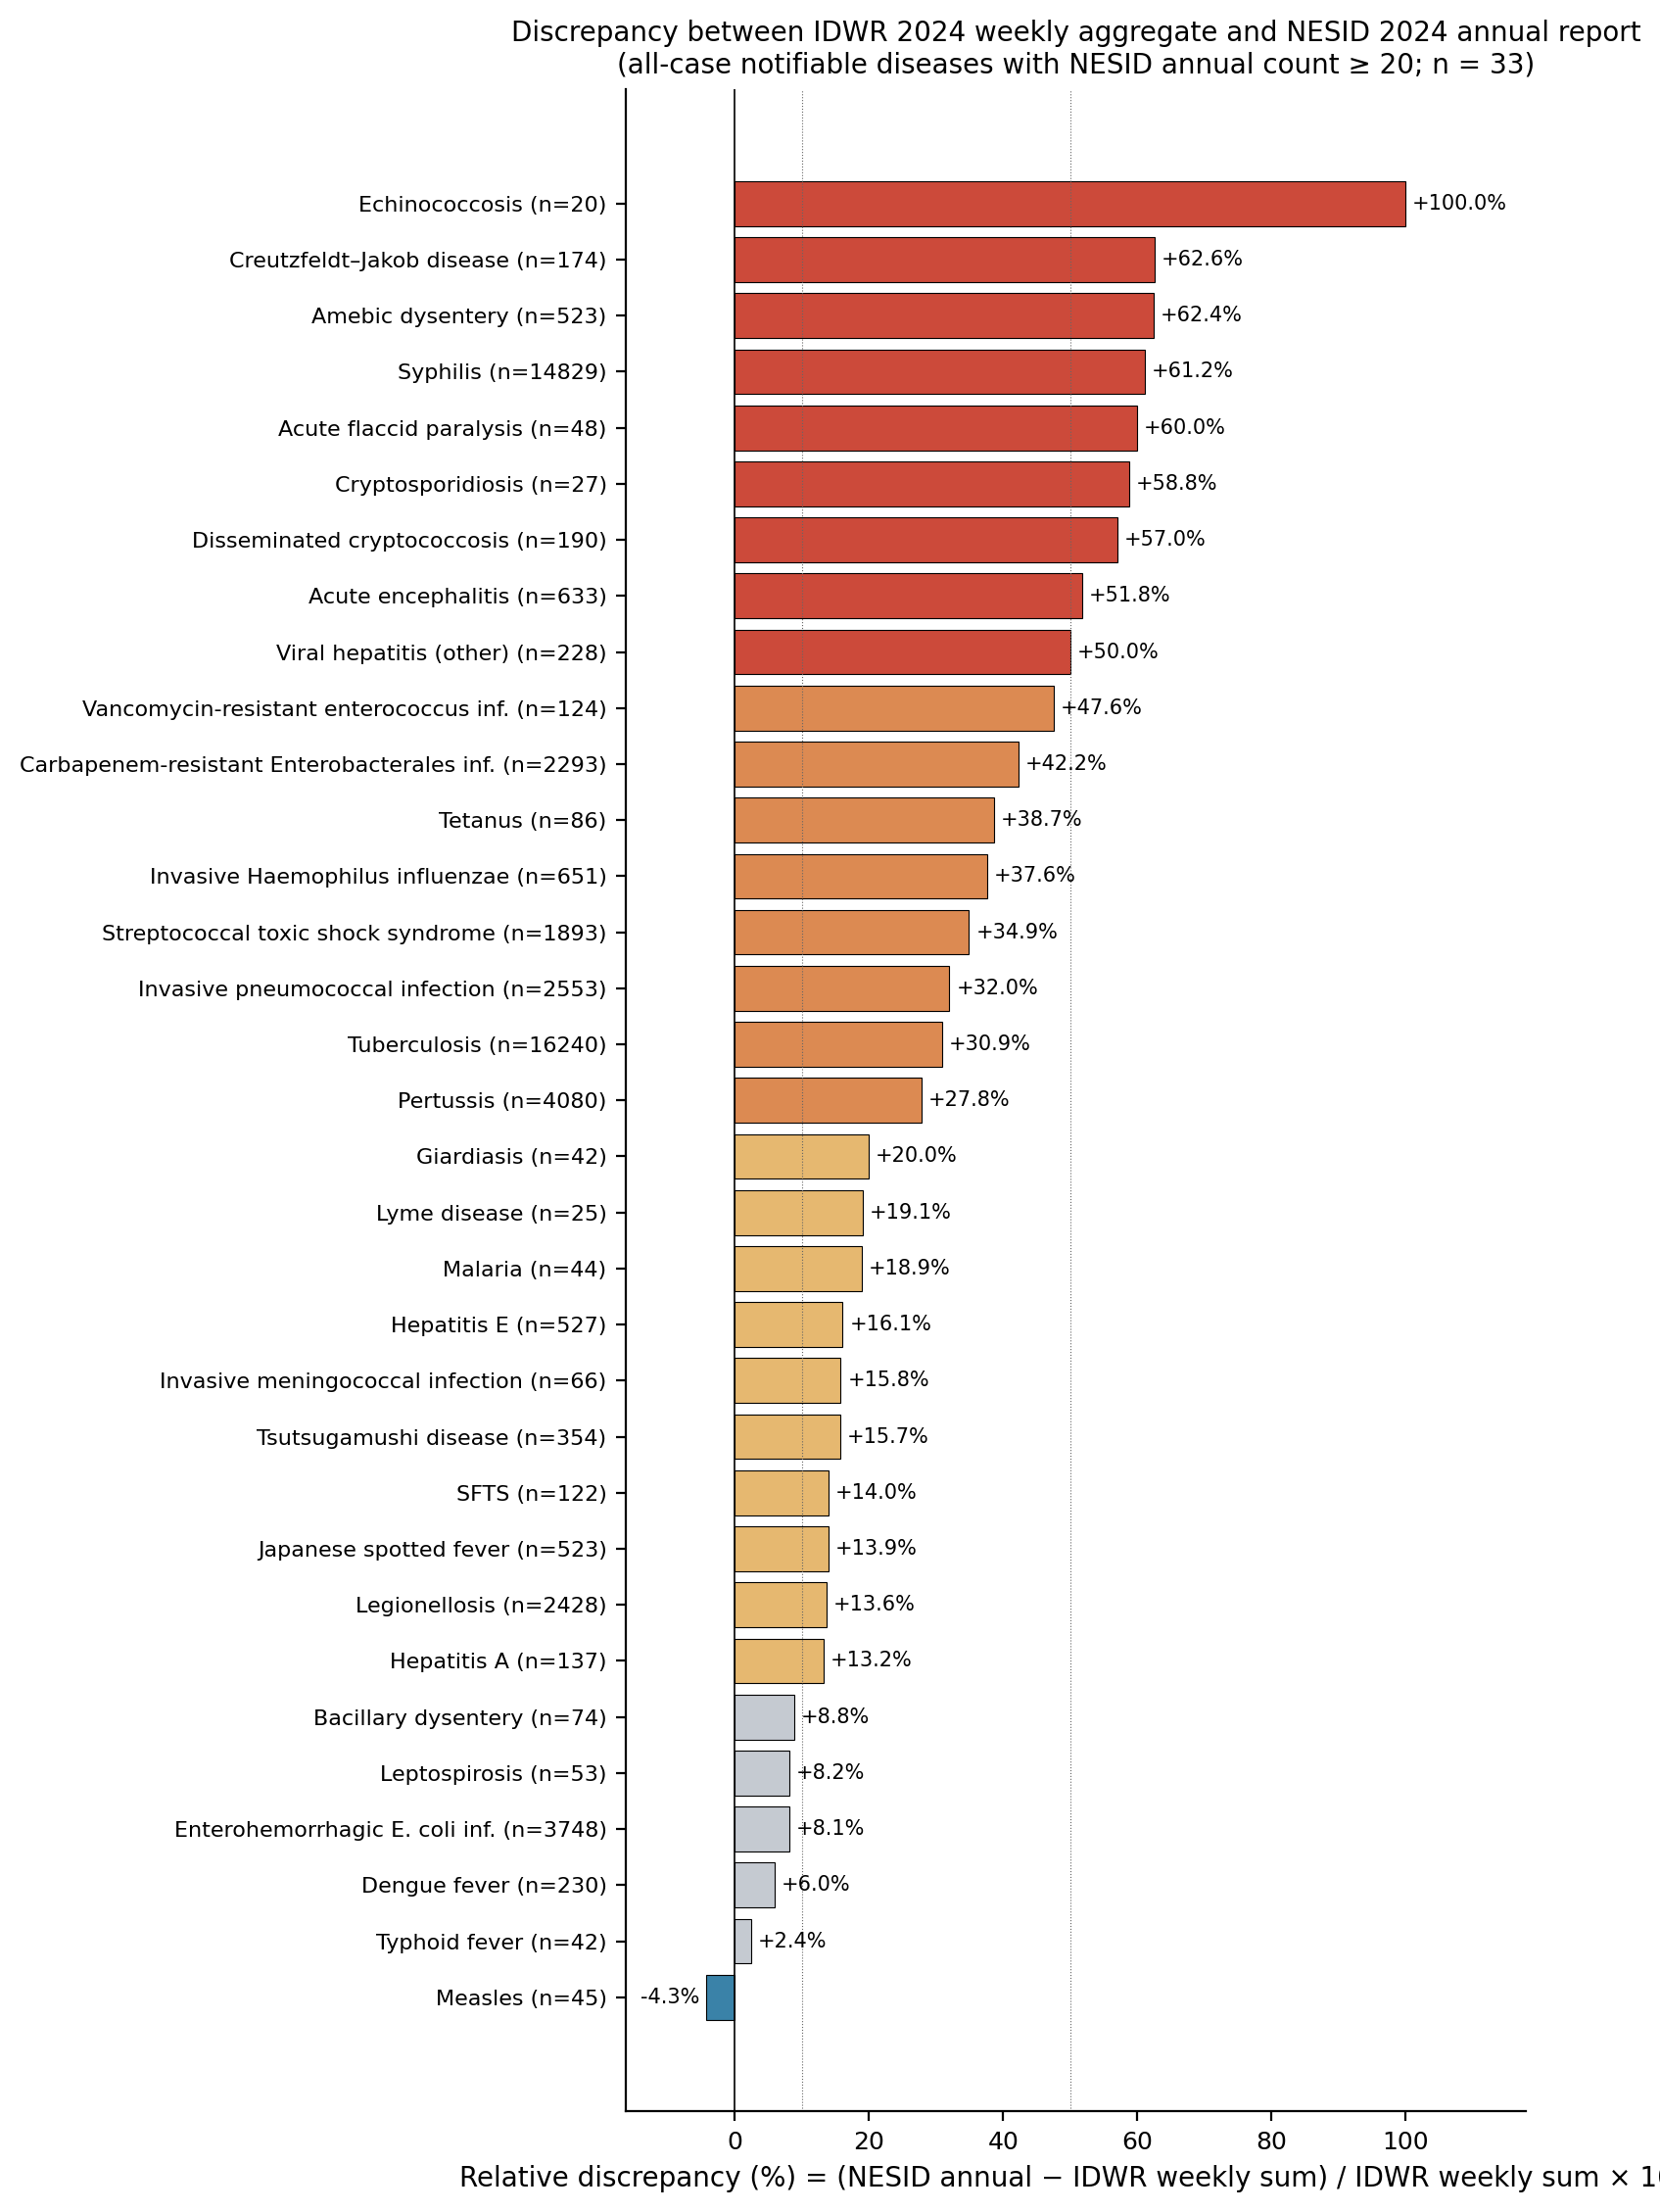 Discrepancy between IDWR 2024 weekly aggregate and NESID 2024 annual report
(all-case notifiable diseases with NESID annual count ≥ 20; n = 33)
Echinococcosis (n=20) +100.0%
Creutzfeldt–Jakob disease (n=174) +62.6%
Amebic dysentery (n=523) +62.4%
Syphilis (n=14829) +61.2%
Acute flaccid paralysis (n=48) +60.0%
Cryptosporidiosis (n=27) +58.8%
Disseminated cryptococcosis (n=190) +57.0%
Acute encephalitis (n=633) +51.8%
Viral hepatitis (other) (n=228) +50.0%
Vancomycin-resistant enterococcus inf. (n=124) +47.6%
Carbapenem-resistant Enterobacterales inf. (n=2293) +42.2%
Tetanus (n=86) +38.7%
Invasive Haemophilus influenzae (n=651) +37.6%
Streptococcal toxic shock syndrome (n=1893) +34.9%
Invasive pneumococcal infection (n=2553) +32.0%
Tuberculosis (n=16240) +30.9%
Pertussis (n=4080) +27.8%
Giardiasis (n=42) +20.0%
Lyme disease (n=25) +19.1%
Malaria (n=44) +18.9%
Hepatitis E (n=527) +16.1%
Invasive meningococcal infection (n=66) +15.8%
Tsutsugamushi disease (n=354) +15.7%
SFTS (n=122) +14.0%
Japanese spotted fever (n=523) +13.9%
Legionellosis (n=2428) +13.6%
Hepatitis A (n=137) +13.2%
Bacillary dysentery (n=74) +8.8%
Leptospirosis (n=53) +8.2%
Enterohemorrhagic E. coli inf. (n=3748) +8.1%
Dengue fever (n=230) +6.0%
Typhoid fever (n=42) +2.4%
Measles (n=45) -4.3%
0 20 40 60 80 100
Relative discrepancy (%) = (NESID annual − IDWR weekly sum) / IDWR weekly sum ×